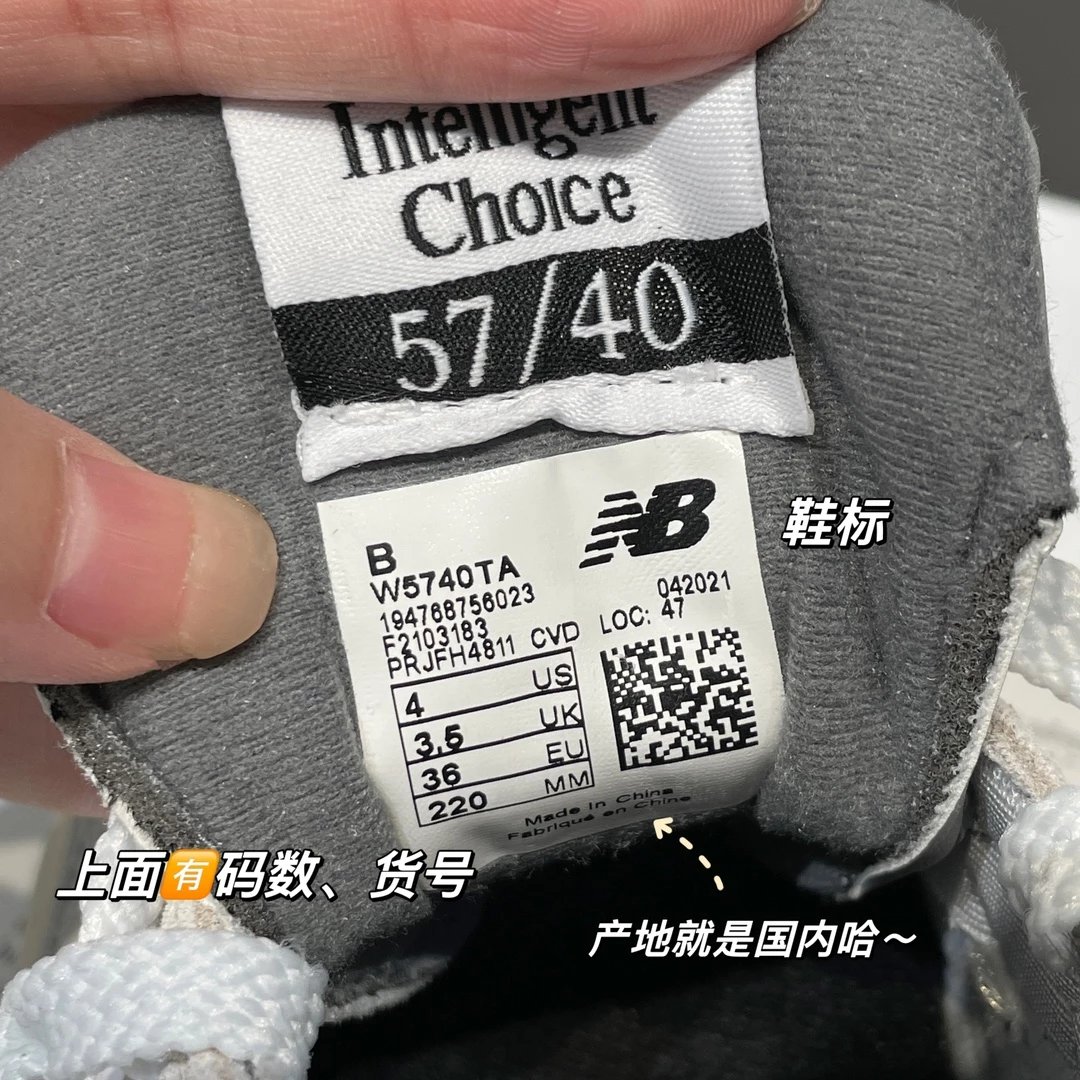 Intelligent
Choice
57/40
NB
鞋标
B
W5740TA
194768756023
F2103183
PRJFH4811 CVD
042021
LOC: 47
4 US
3.5 UK
36 EU
220 MM
Made in China
Fabriqué en Chine
上面🈶码数、货号
产地就是国内哈～